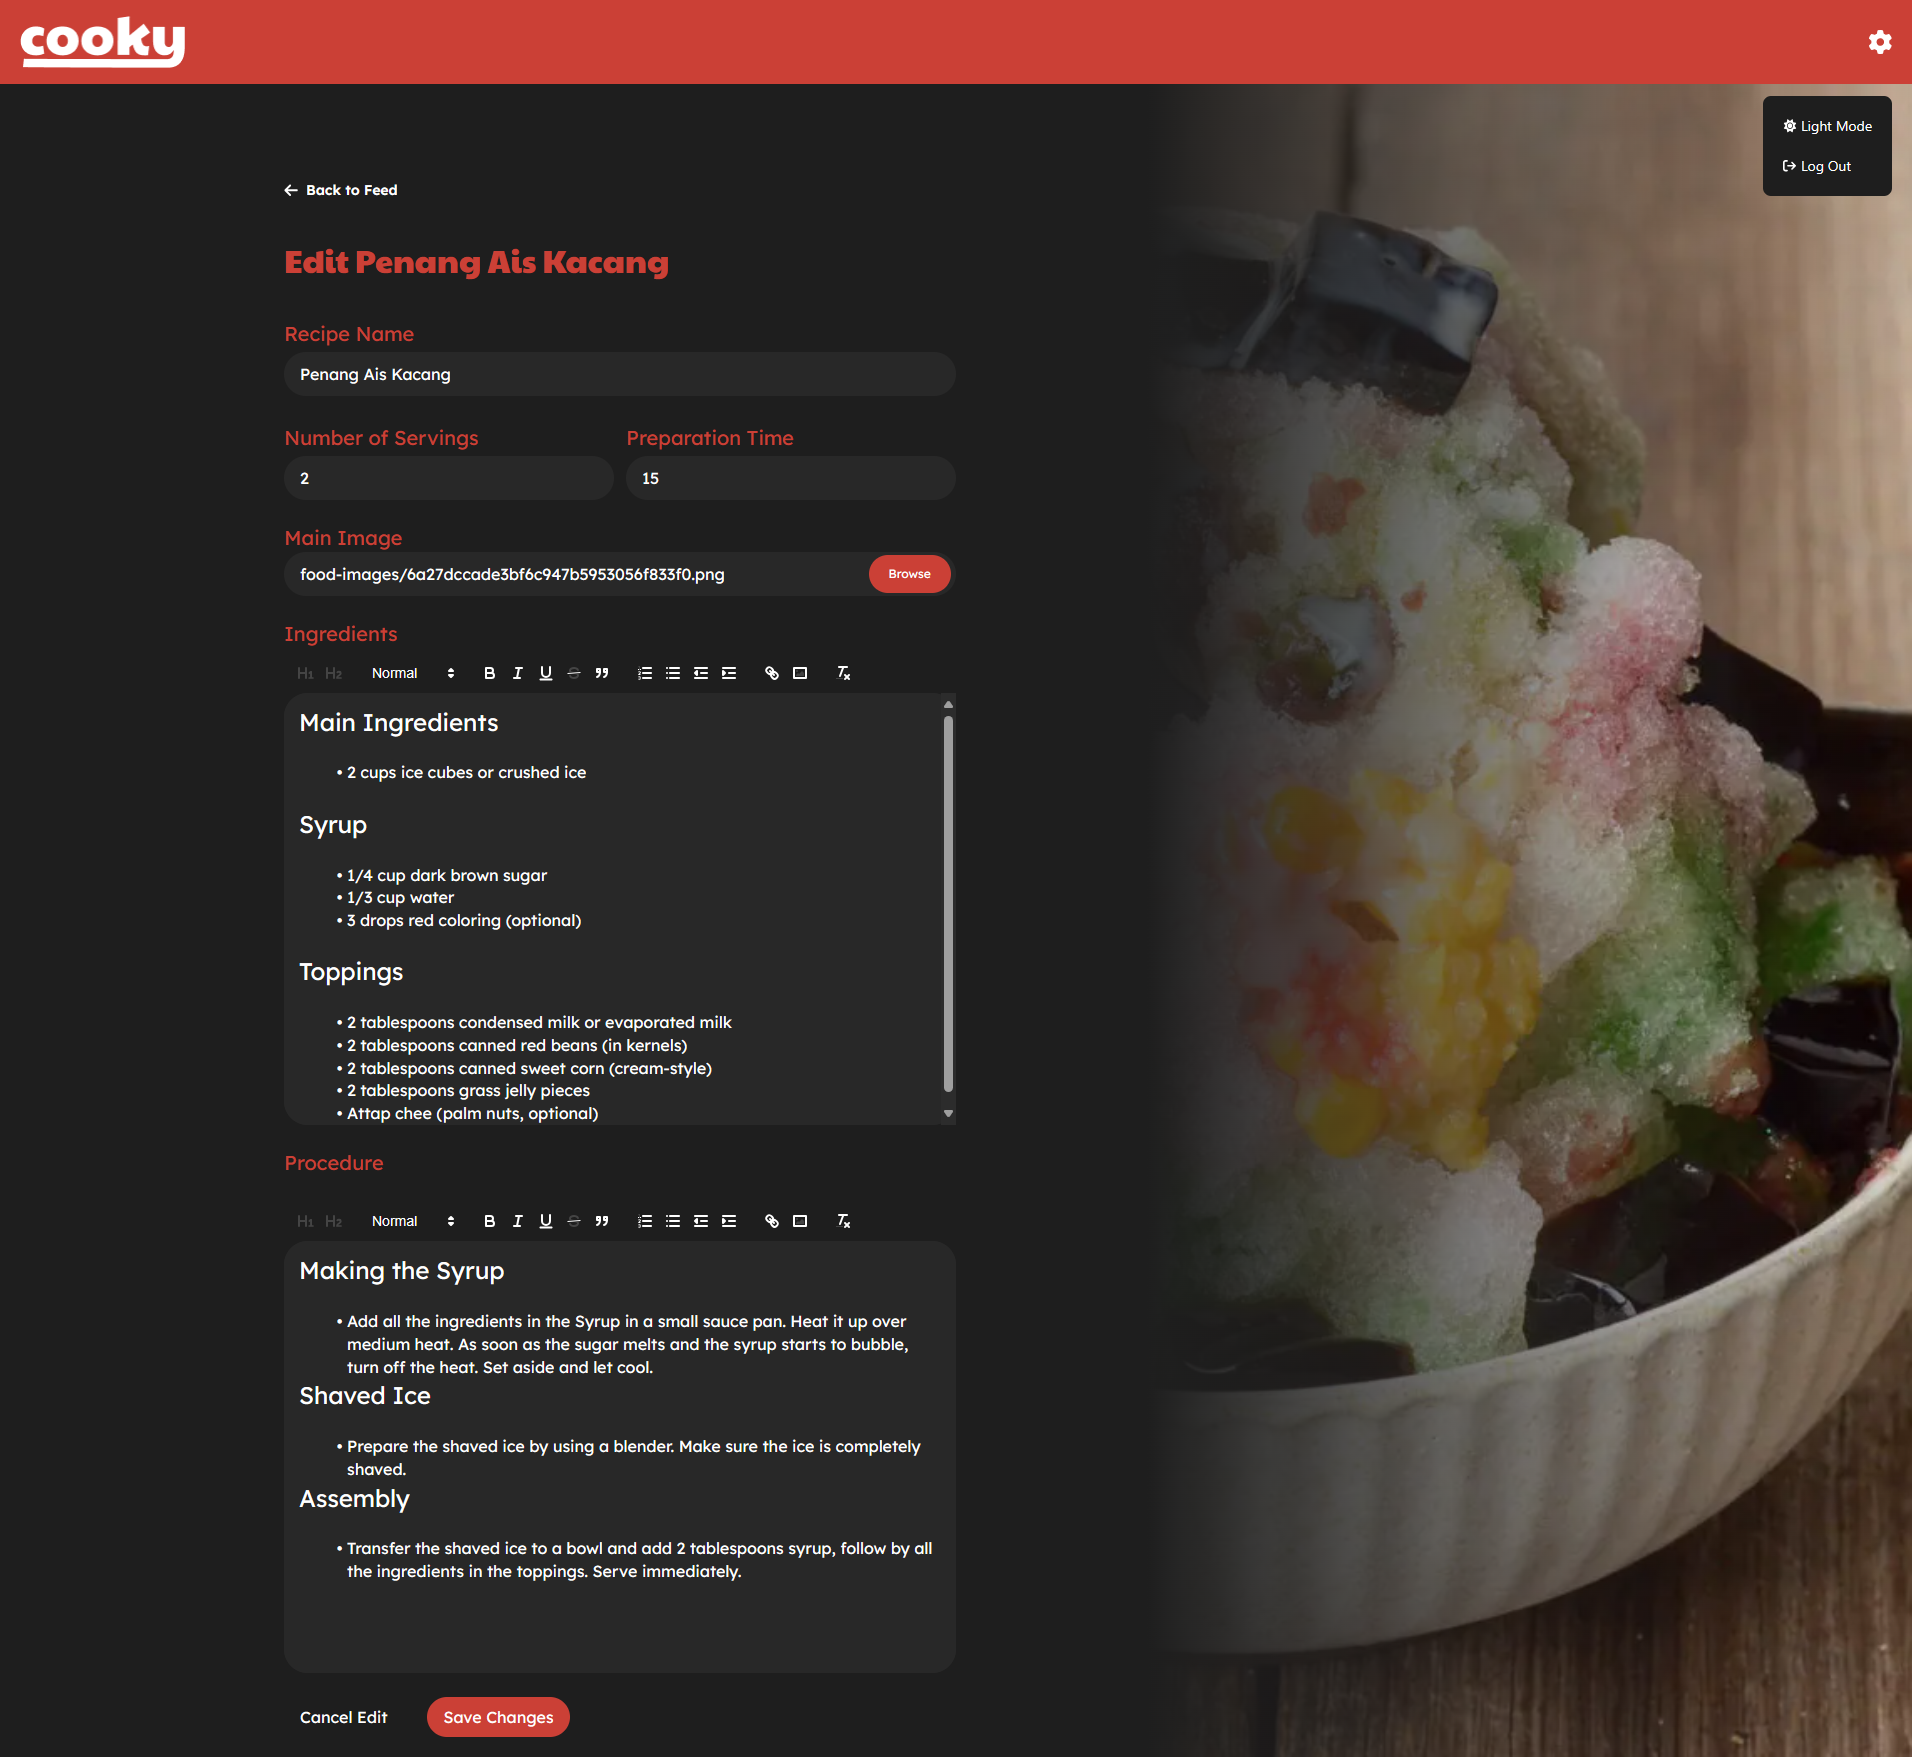 cooky
Light Mode
Log Out
Back to Feed
Edit Penang Ais Kacang
Recipe Name
Penang Ais Kacang
Number of Servings
Preparation Time
2
15
Main Image
food-images/6a27dccade3bf6c947b5953056f833f0.png
Browse
Ingredients
H1 H2 Normal B I U S
Main Ingredients
• 2 cups ice cubes or crushed ice
Syrup
• 1/4 cup dark brown sugar
• 1/3 cup water
• 3 drops red coloring (optional)
Toppings
• 2 tablespoons condensed milk or evaporated milk
• 2 tablespoons canned red beans (in kernels)
• 2 tablespoons canned sweet corn (cream-style)
• 2 tablespoons grass jelly pieces
• Attap chee (palm nuts, optional)
Procedure
H1 H2 Normal B I U S
Making the Syrup
• Add all the ingredients in the Syrup in a small sauce pan. Heat it up over
medium heat. As soon as the sugar melts and the syrup starts to bubble,
turn off the heat. Set aside and let cool.
Shaved Ice
• Prepare the shaved ice by using a blender. Make sure the ice is completely
shaved.
Assembly
• Transfer the shaved ice to a bowl and add 2 tablespoons syrup, follow by all
the ingredients in the toppings. Serve immediately.
Cancel Edit
Save Changes